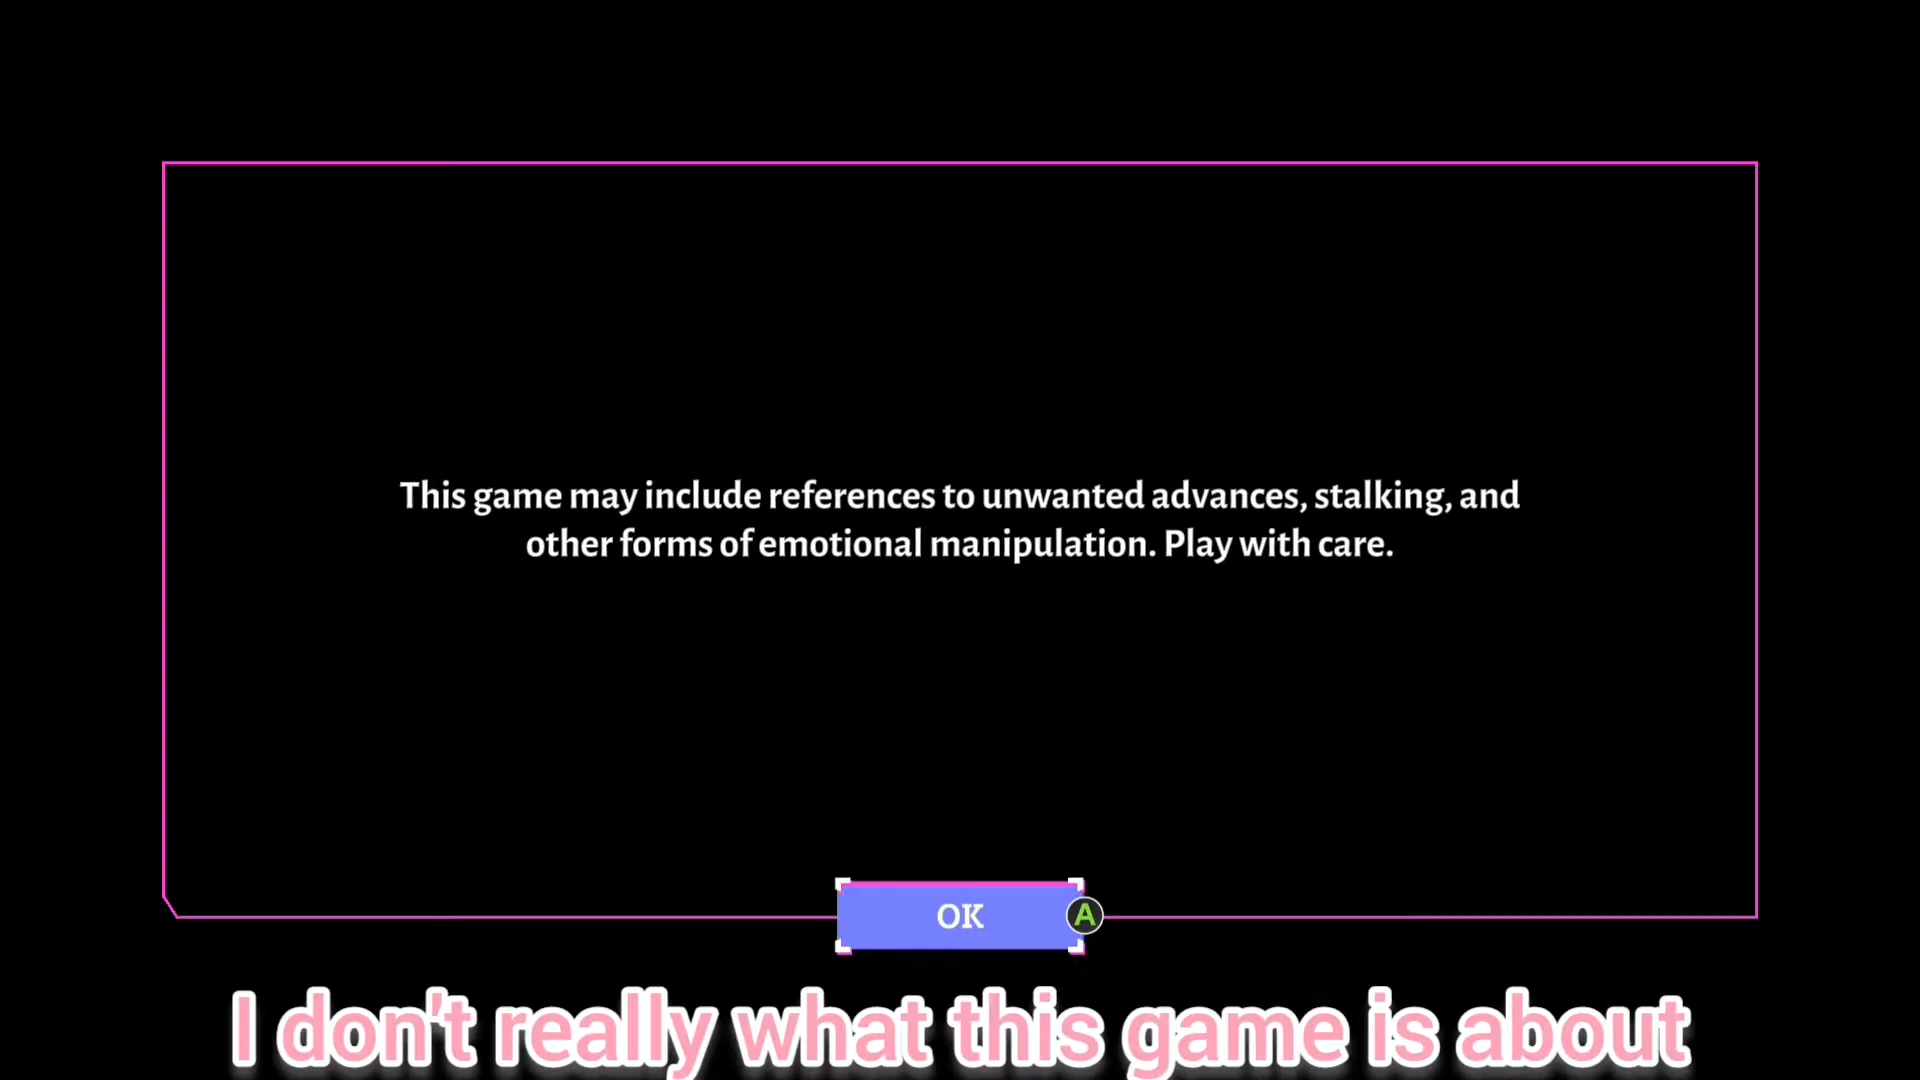 This game may include references to unwanted advances, stalking, and
other forms of emotional manipulation. Play with care.
OK
A
I don't really what this game is about